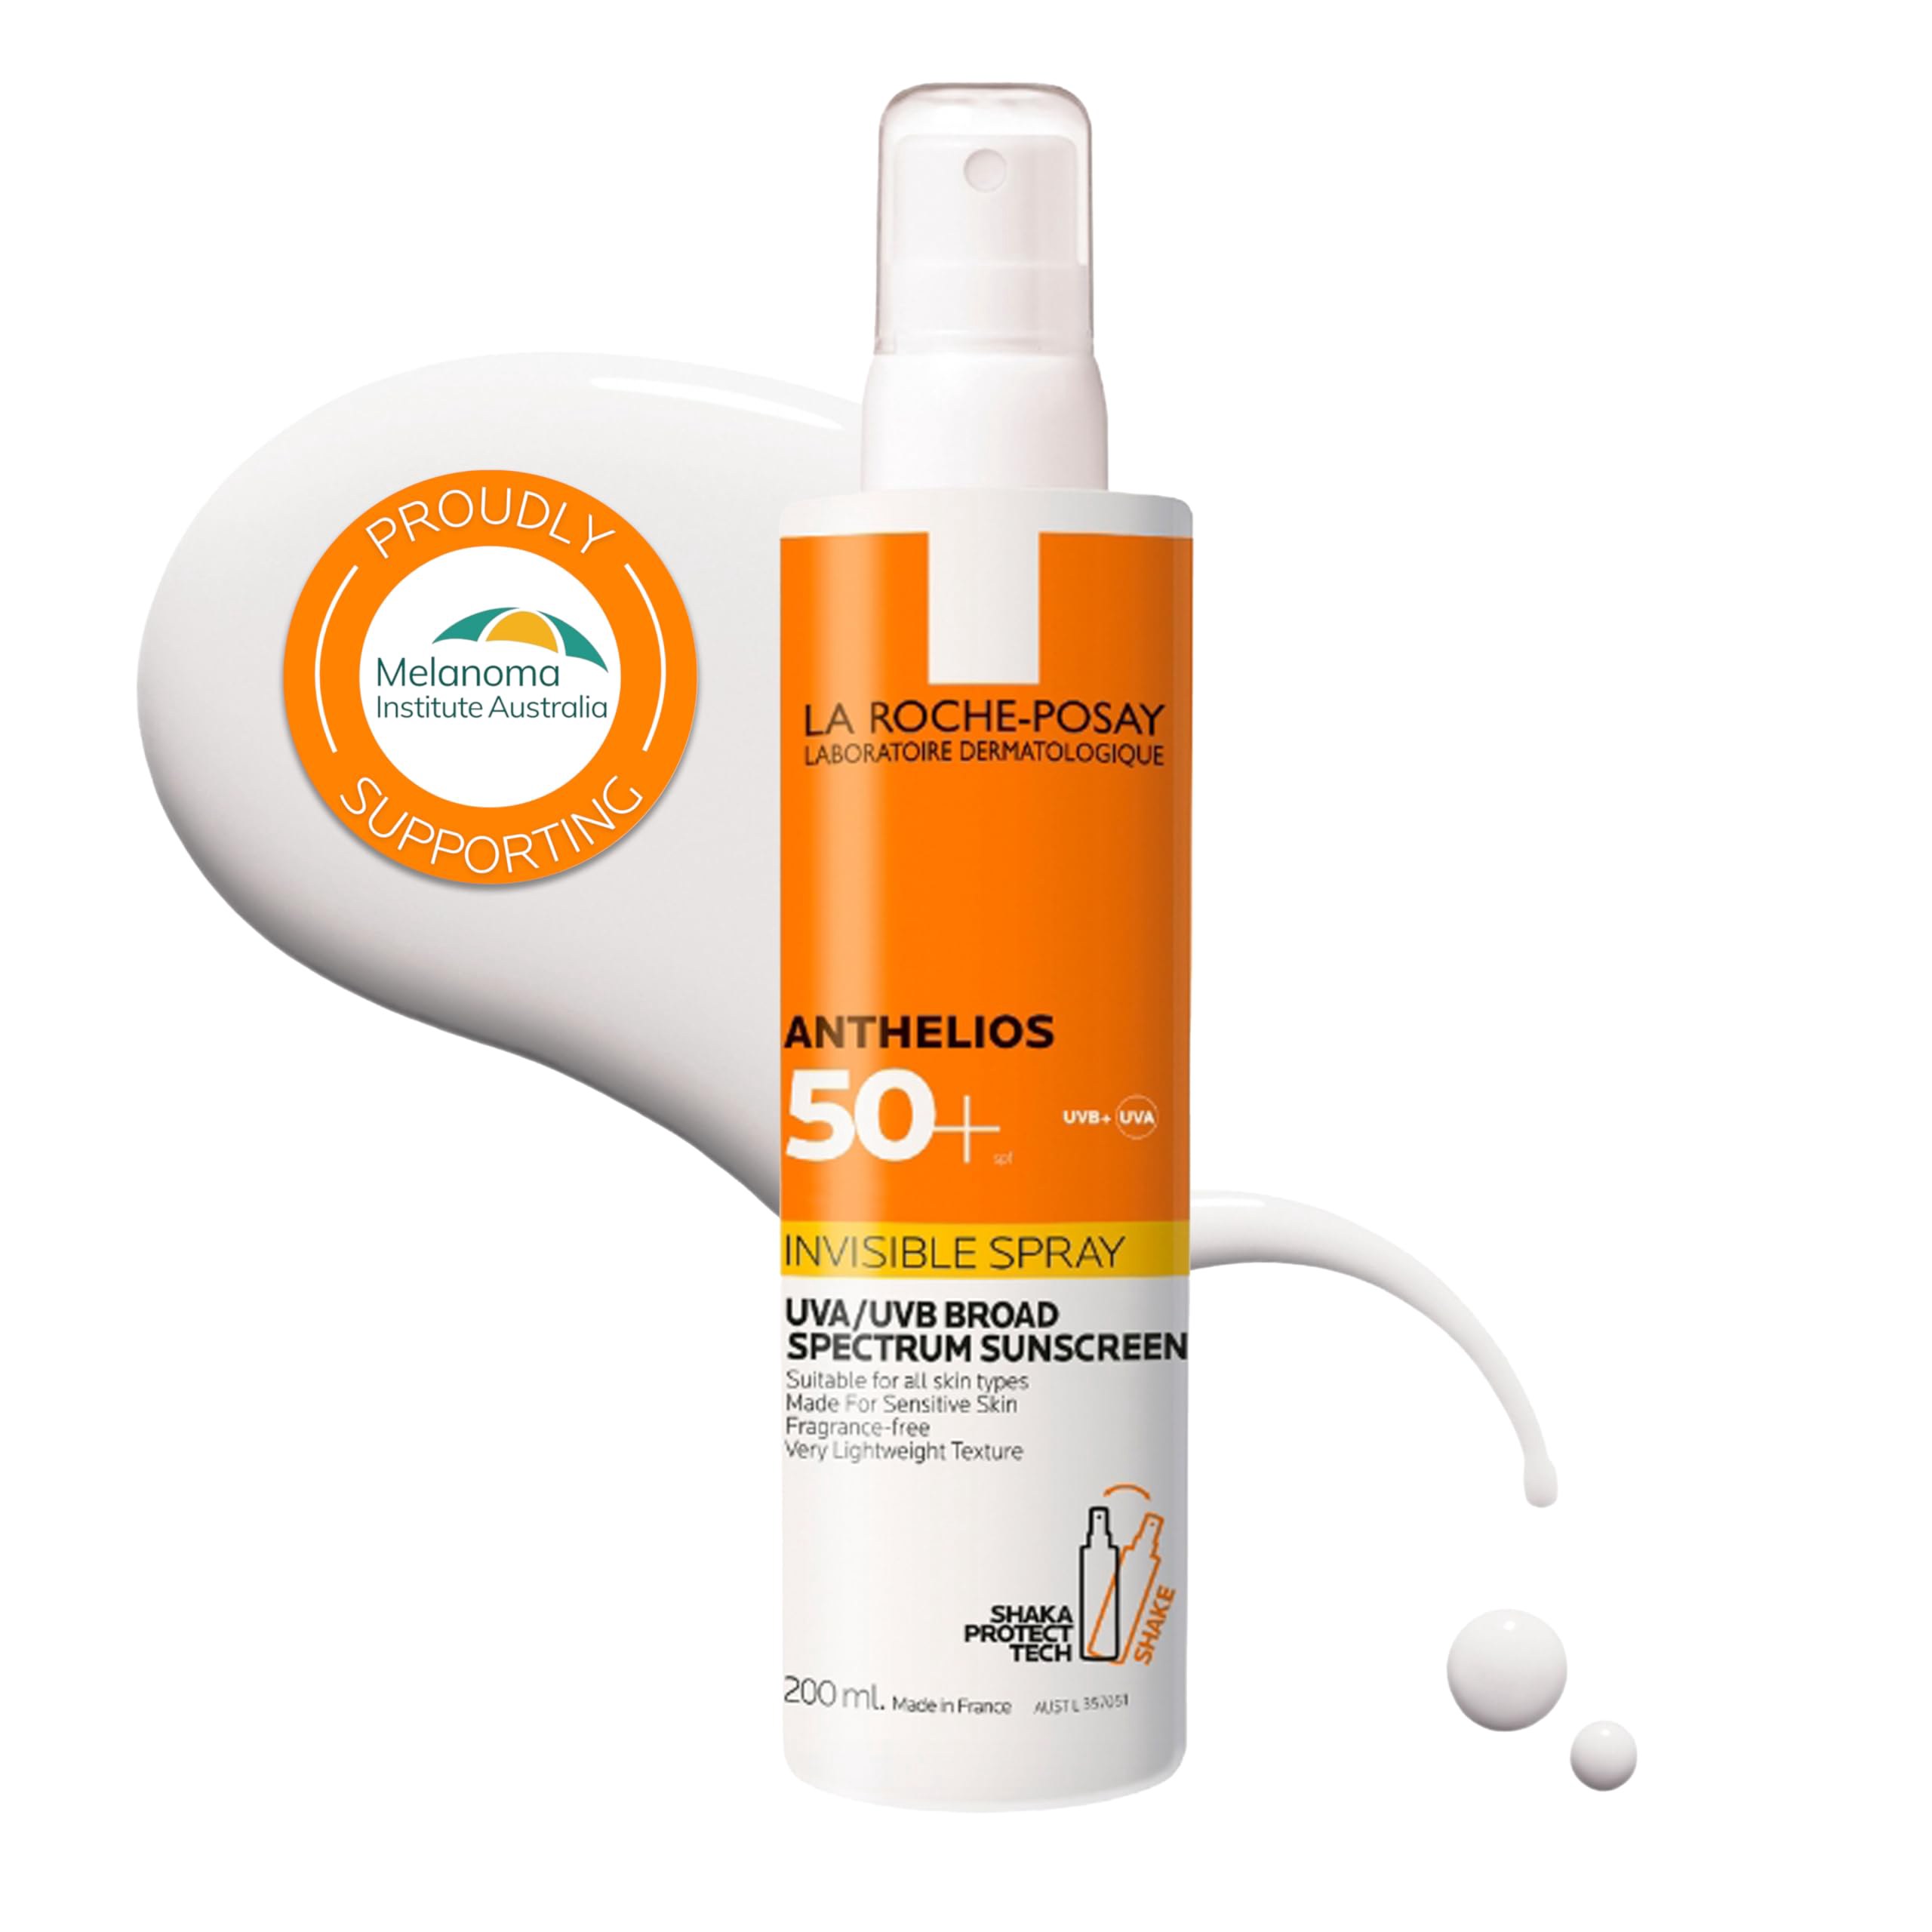 PROUDLY
Melanoma
Institute Australia
SUPPORTING
LA ROCHE-POSAY
LABORATOIRE DERMATOLOGIQUE
ANTHELIOS
50+ spf
UVB+ UVA
INVISIBLE SPRAY
UVA/UVB BROAD
SPECTRUM SUNSCREEN
Suitable for all skin types
Made For Sensitive Skin
Fragrance-free
Very Lightweight Texture
SHAKA
PROTECT
TECH
SHAKE
200 ml. Made in France AUST L 357051